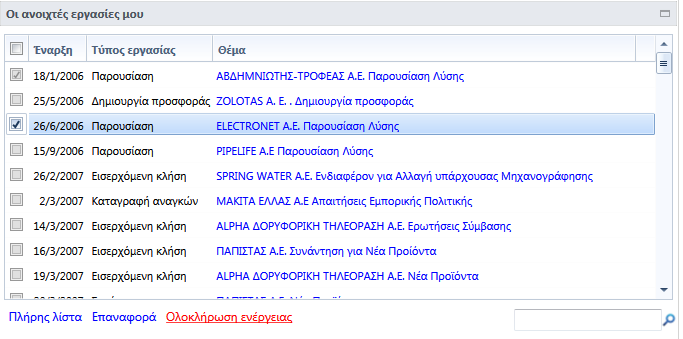 Οι ανοιχτές εργασίες μου
Έναρξη Τύπος εργασίας Θέμα
18/1/2006 Παρουσίαση ΑΒΔΗΜΝΙΩΤΗΣ-ΤΡΟΦΕΑΣ Α.Ε. Παρουσίαση Λύσης
25/5/2006 Δημιουργία προσφοράς ZOLOTAS A. E. . Δημιουργία προσφοράς
26/6/2006 Παρουσίαση ELECTRONET Α.Ε. Παρουσίαση Λύσης
15/9/2006 Παρουσίαση PIPELIFE A.E Παρουσίαση Λύσης
26/2/2007 Εισερχόμενη κλήση SPRING WATER A.E. Ενδιαφέρον για Αλλαγή υπάρχουσας Μηχανογράφησης
2/3/2007 Καταγραφή αναγκών ΜΑΚΙΤΑ ΕΛΛΑΣ Α.Ε Απαιτήσεις Εμπορικής Πολιτικής
14/3/2007 Εισερχόμενη κλήση ALPHA ΔΟΡΥΦΟΡΙΚΗ ΤΗΛΕΟΡΑΣΗ Α.Ε. Ερωτήσεις Σύμβασης
16/3/2007 Εισερχόμενη κλήση ΠΑΠΙΣΤΑΣ Α.Ε. Συνάντηση για Νέα Προϊόντα
19/3/2007 Εισερχόμενη κλήση ALPHA ΔΟΡΥΦΟΡΙΚΗ ΤΗΛΕΟΡΑΣΗ Α.Ε. Νέα Προϊόντα
Πλήρης λίστα Επαναφορά Ολοκλήρωση ενέργειας